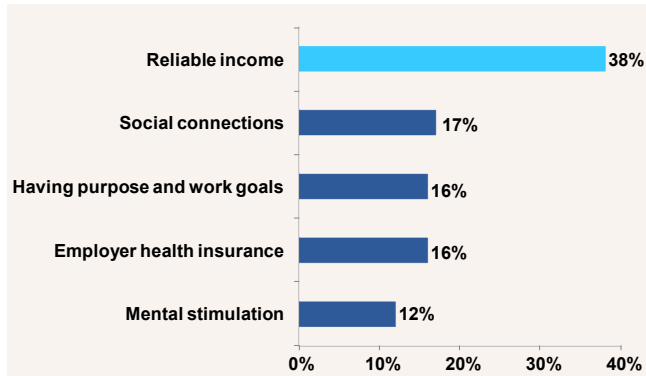 Reliable income 38%
Social connections 17%
Having purpose and work goals 16%
Employer health insurance 16%
Mental stimulation 12%
0% 10% 20% 30% 40%